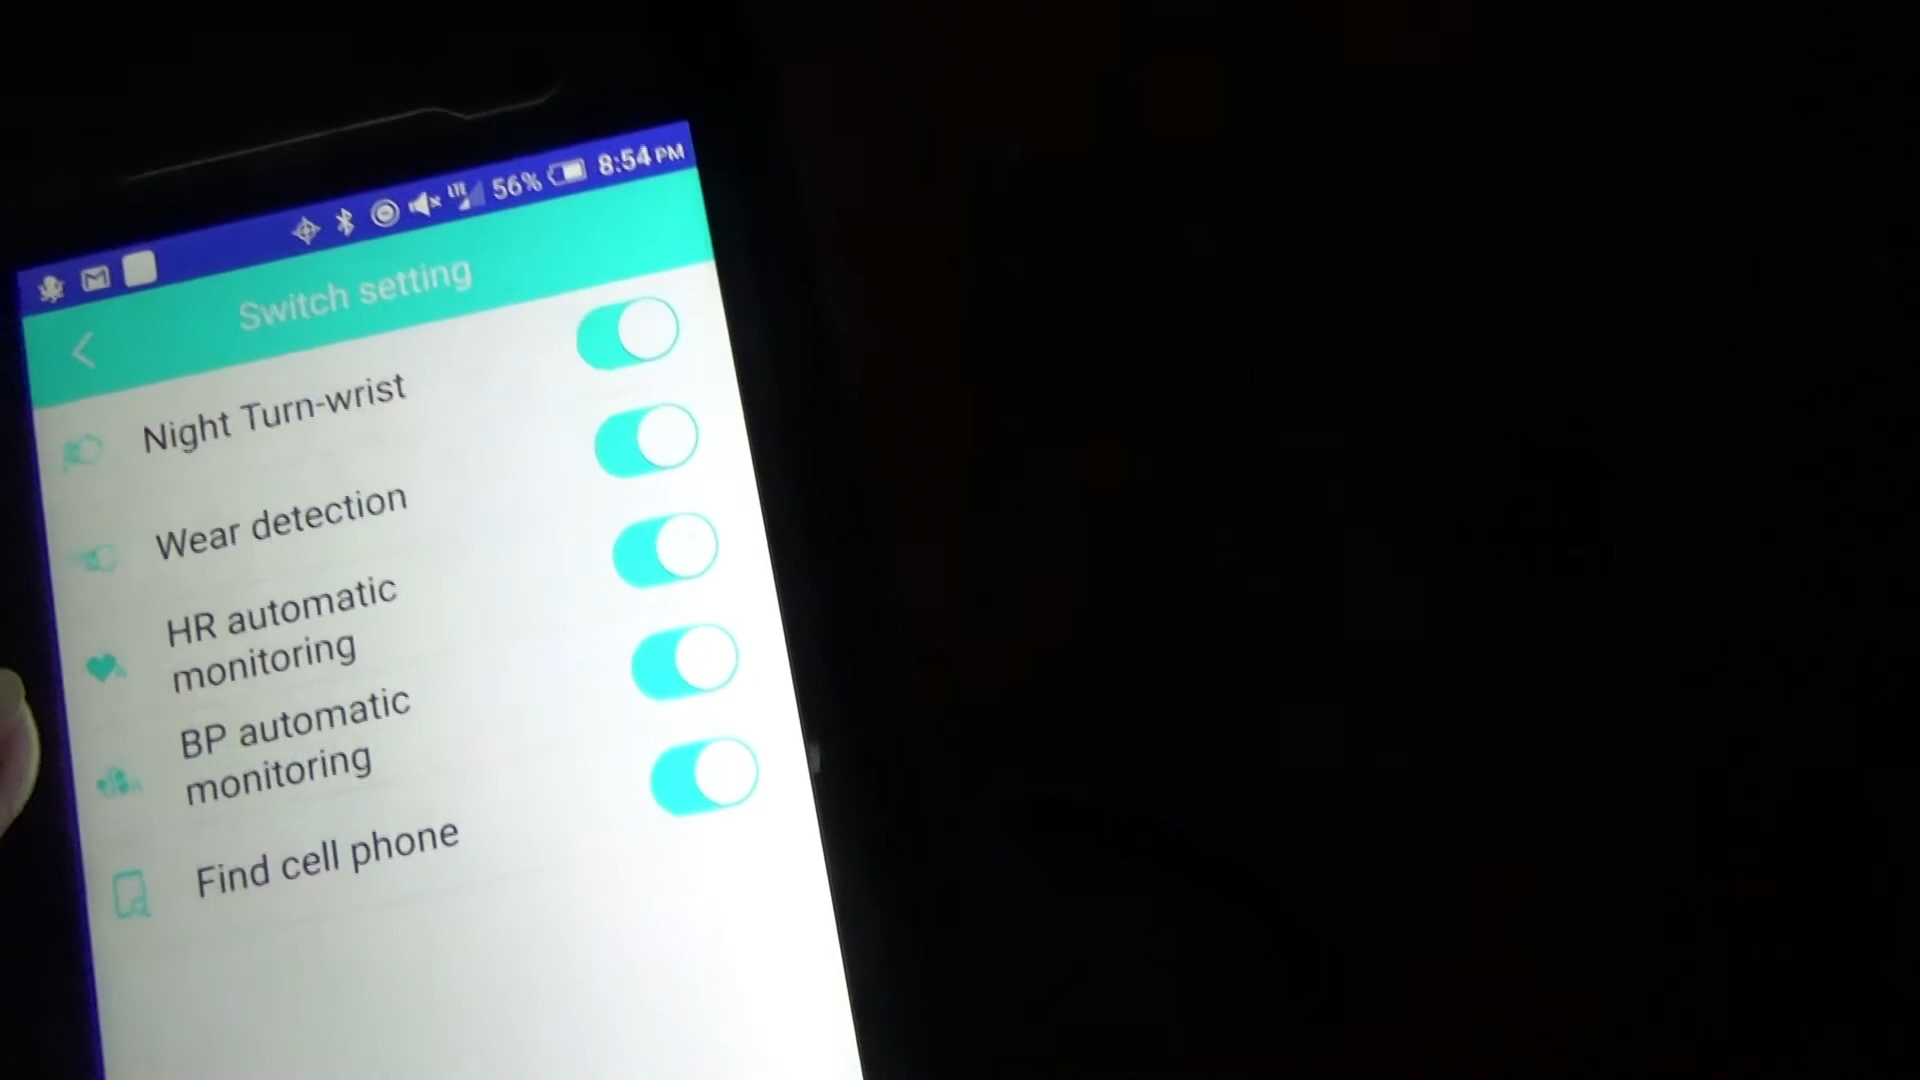 LTE 56% 8:54 PM
Switch setting
Night Turn-wrist
Wear detection
HR automatic
monitoring
BP automatic
monitoring
Find cell phone